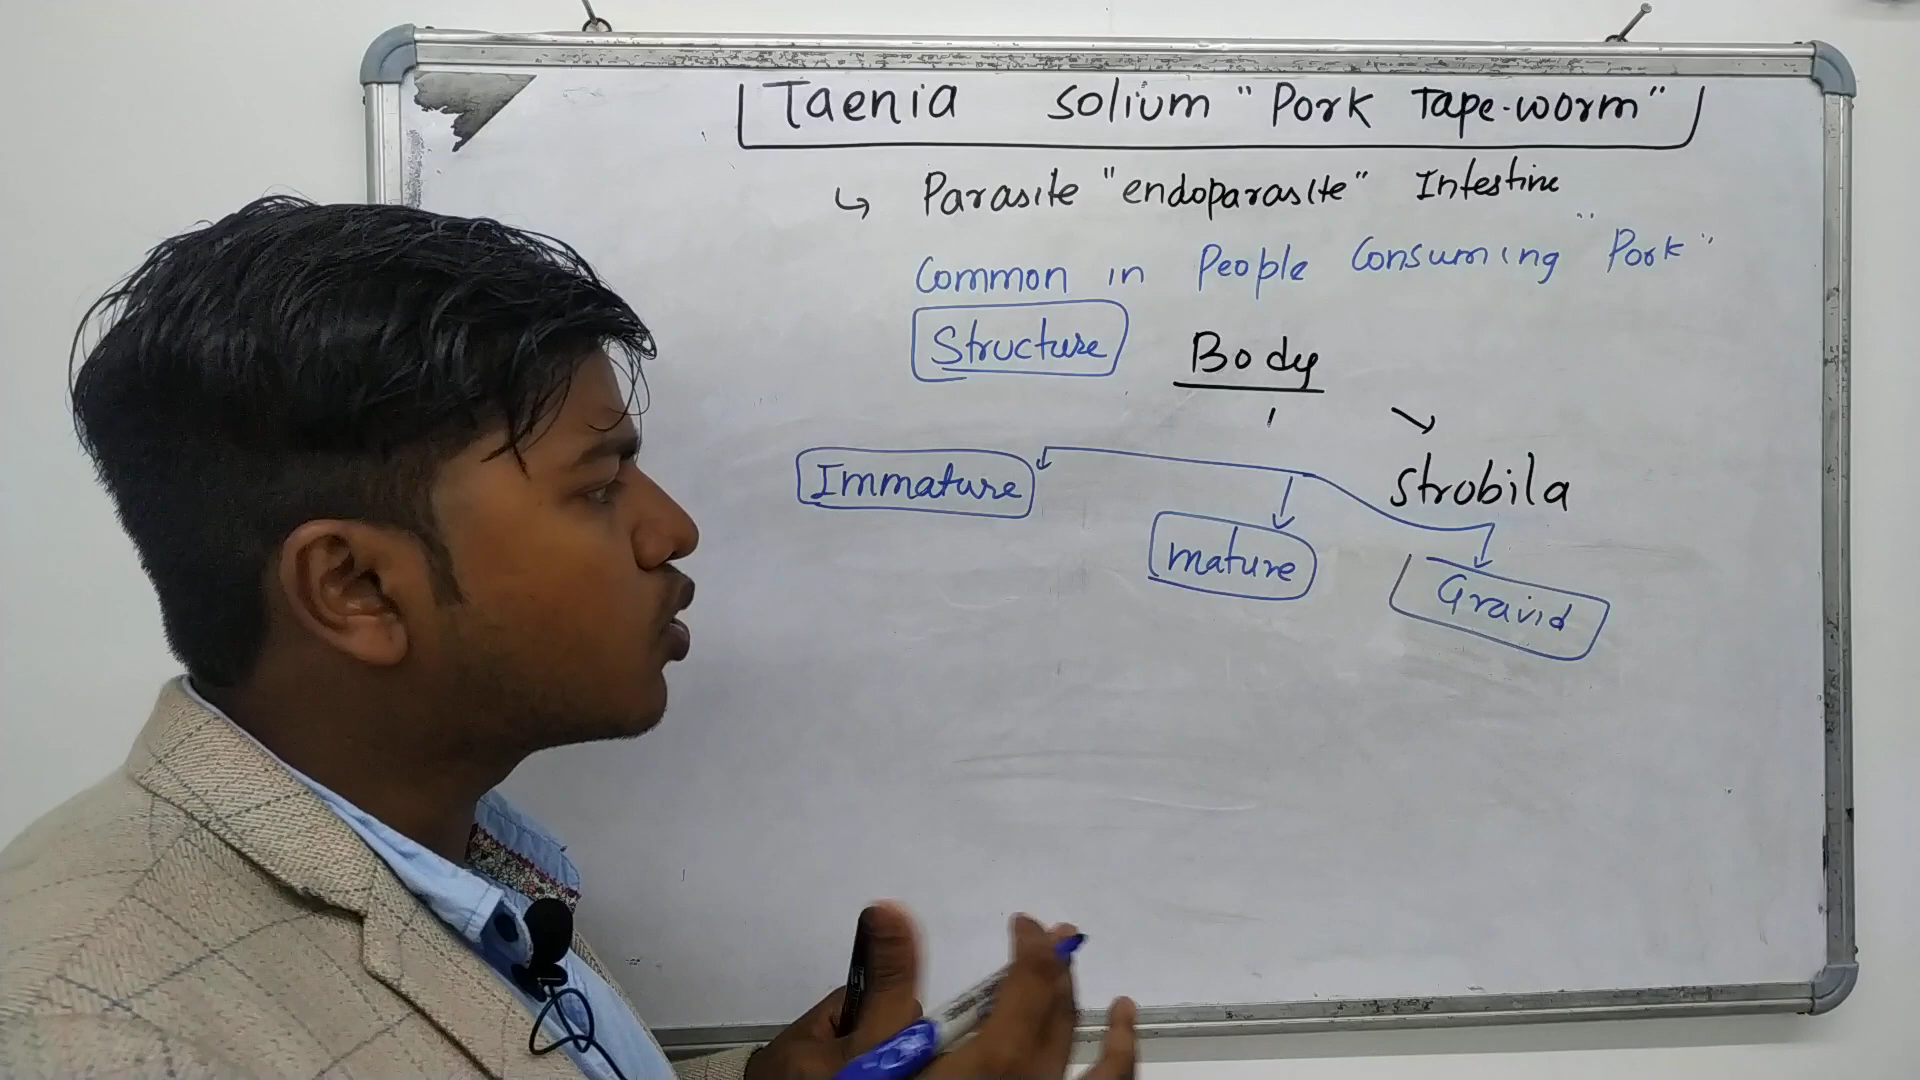 Taenia solium "Pork Tape-worm"
↳ Parasite "endoparasite" Intestine
Common in People Consuming "Pork"
Structure Body
Immature strobila
mature
Gravid